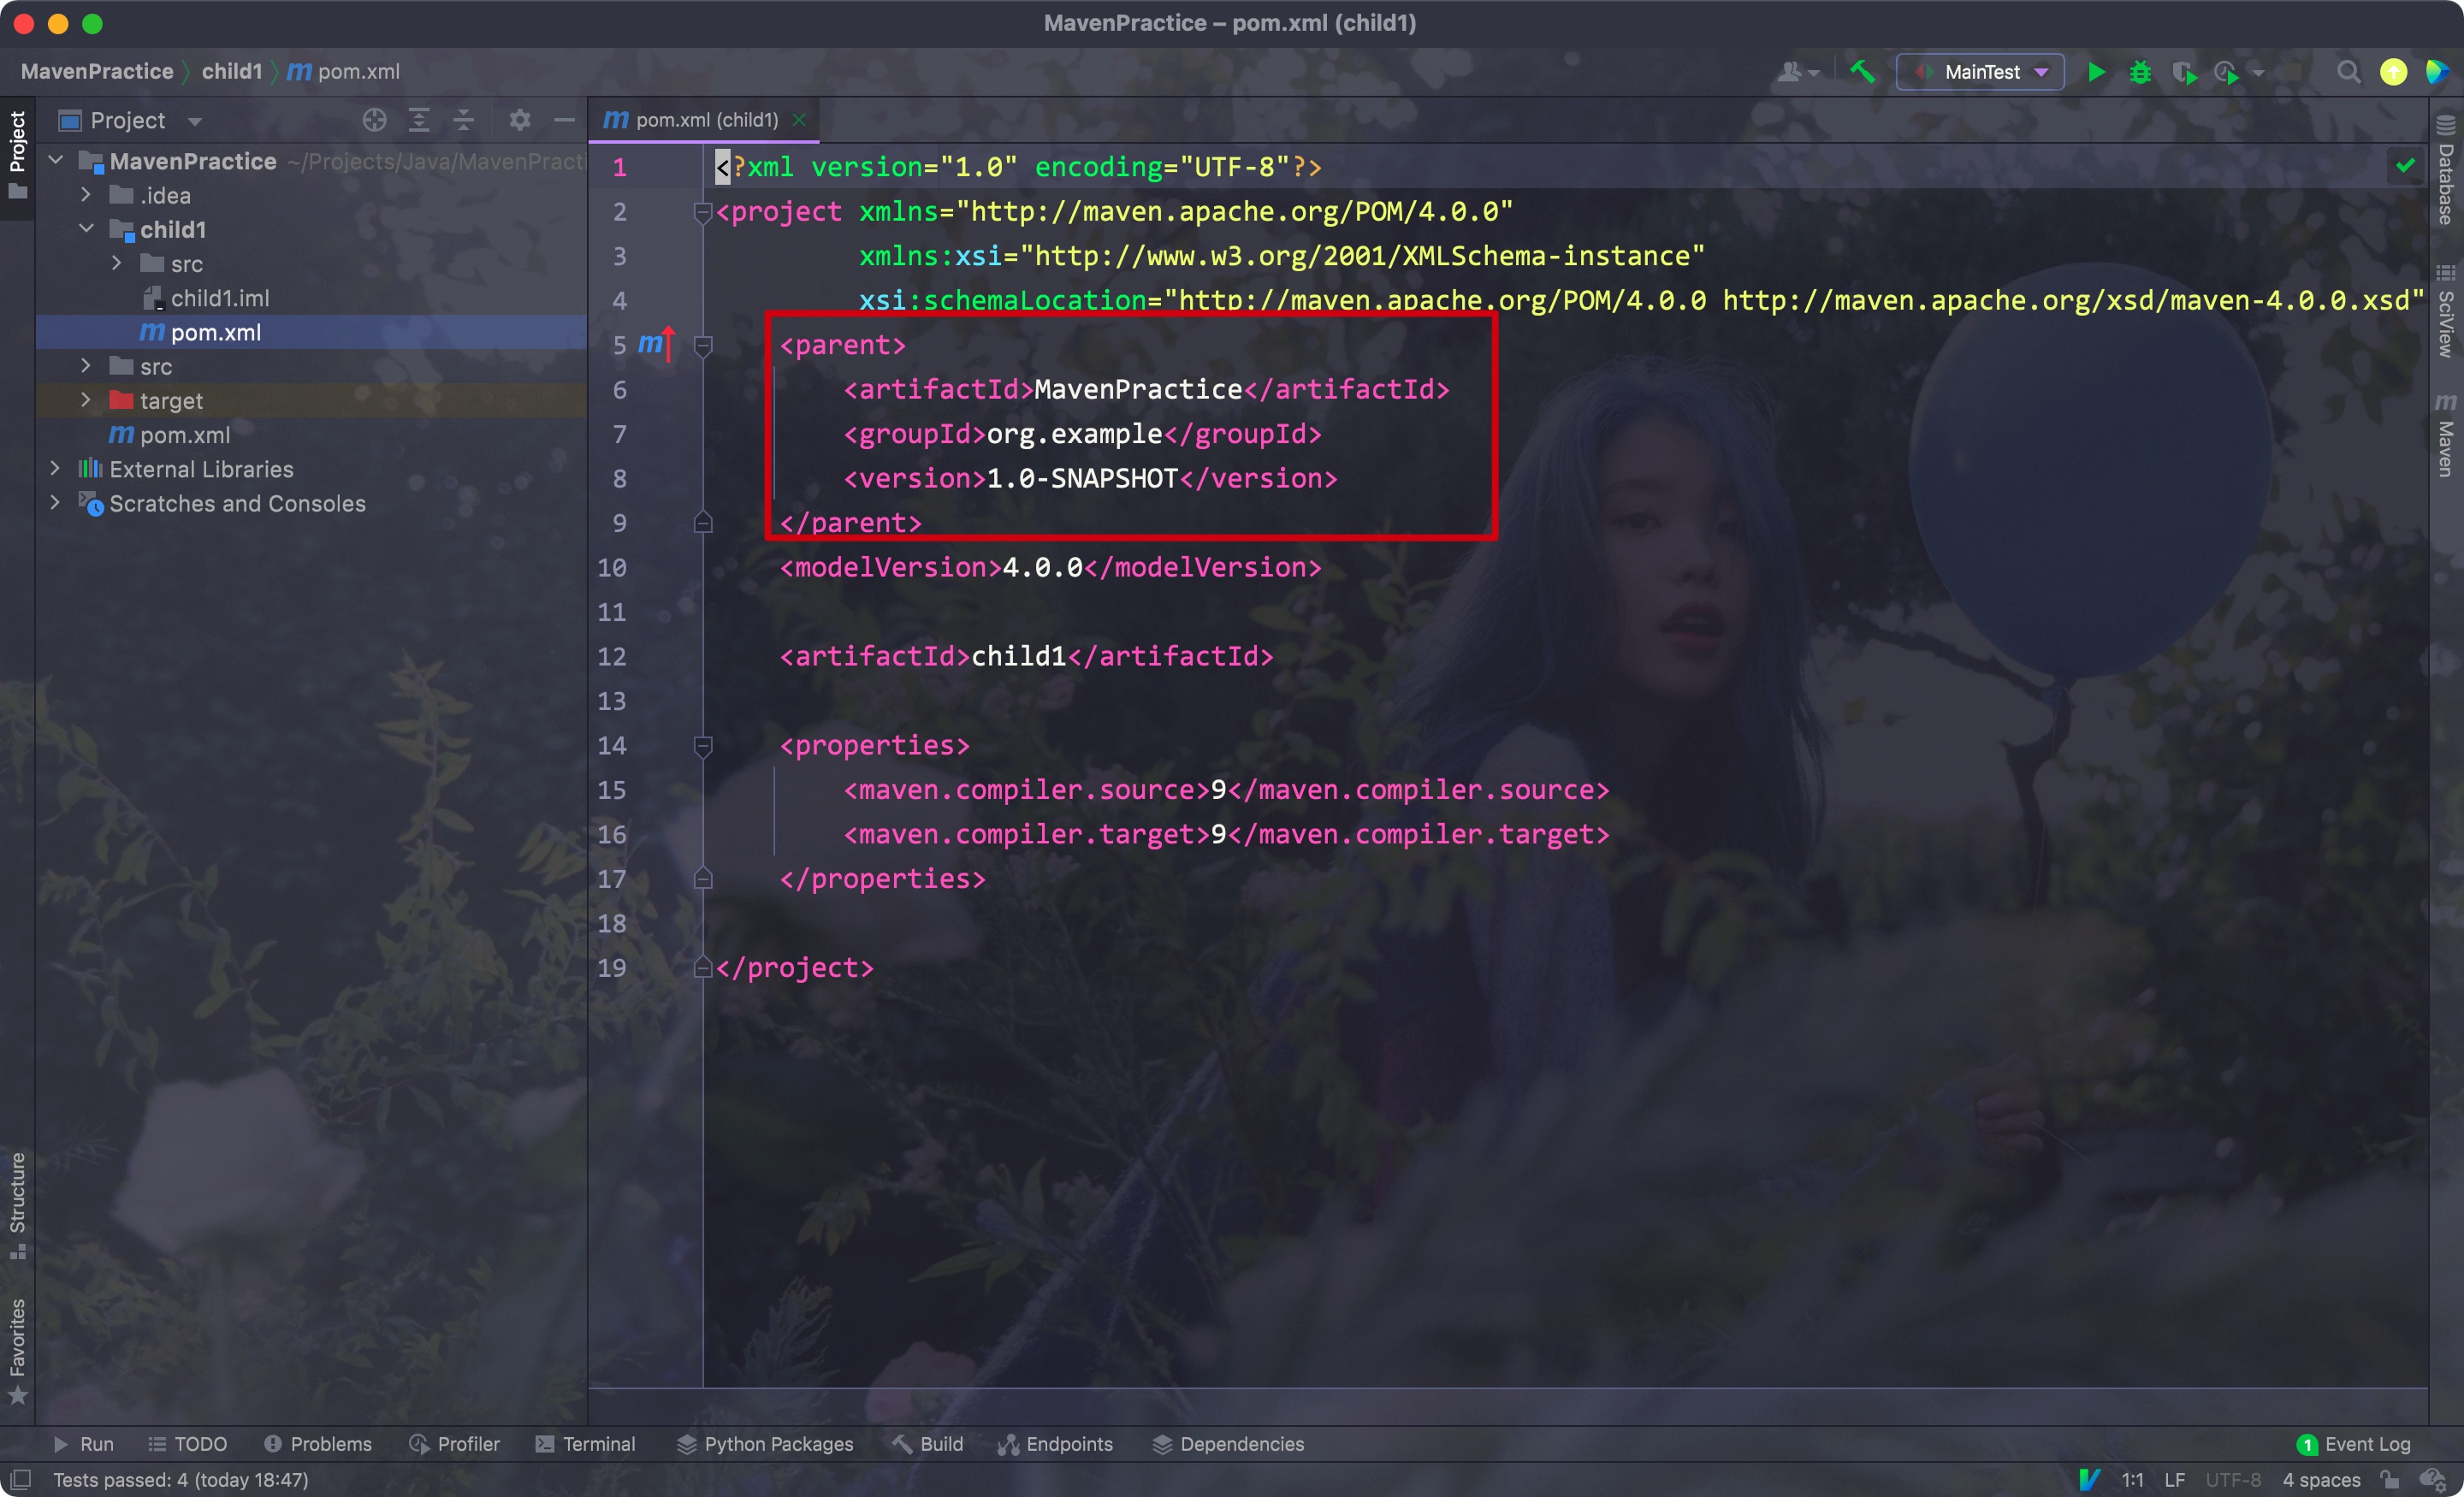 MavenPractice – pom.xml (child1)
MavenPractice child1 m pom.xml
MainTest
Project
Project
m pom.xml (child1)
MavenPractice ~/Projects/Java/MavenPracti
.idea
child1
src
child1.iml
m pom.xml
src
target
m pom.xml
External Libraries
Scratches and Consoles
1 <?xml version="1.0" encoding="UTF-8"?>
2 <project xmlns="http://maven.apache.org/POM/4.0.0"
3 xmlns:xsi="http://www.w3.org/2001/XMLSchema-instance"
4 xsi:schemaLocation="http://maven.apache.org/POM/4.0.0 http://maven.apache.org/xsd/maven-4.0.0.xsd"
5 m <parent>
6 <artifactId>MavenPractice</artifactId>
7 <groupId>org.example</groupId>
8 <version>1.0-SNAPSHOT</version>
9 </parent>
10 <modelVersion>4.0.0</modelVersion>
11
12 <artifactId>child1</artifactId>
13
14 <properties>
15 <maven.compiler.source>9</maven.compiler.source>
16 <maven.compiler.target>9</maven.compiler.target>
17 </properties>
18
19 </project>
Database
SciView
m Maven
Structure
Favorites
Run TODO Problems Profiler Terminal Python Packages Build Endpoints Dependencies 1 Event Log
Tests passed: 4 (today 18:47) 1:1 LF UTF-8 4 spaces